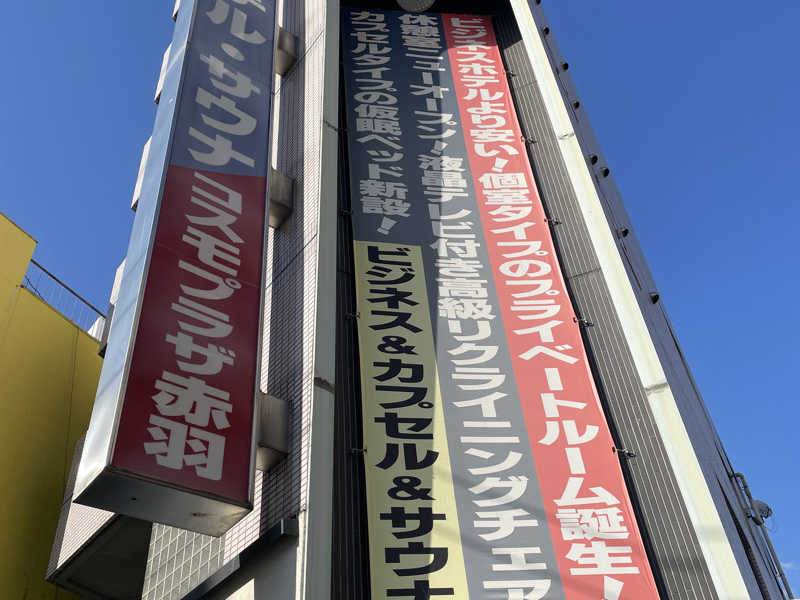 ビジネスホテルより安い！個室タイプのプライベートルーム誕生！
休憩室ニューオープン！液晶テレビ付き高級リクライニングチェア
カプセルタイプの仮眠ベッド新設！
ビジネス&カプセル&サウナ
ル・サウナ
コスモプラザ赤羽